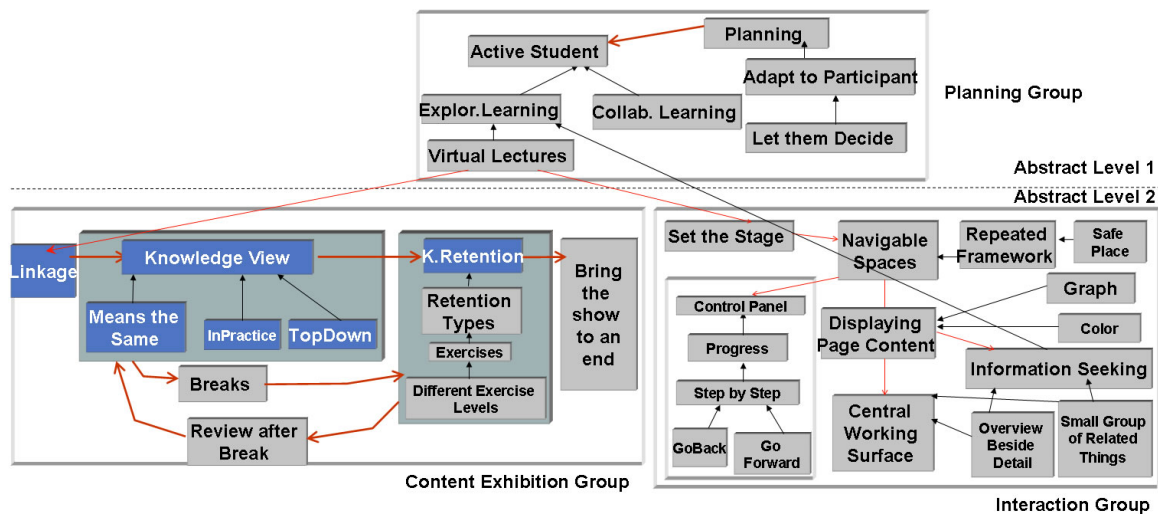 Planning
Active Student
Adapt to Participant
Planning Group
Explor.Learning
Collab. Learning
Let them Decide
Virtual Lectures
Abstract Level 1
Abstract Level 2
Linkage
Knowledge View
Means the
Same
InPractice
TopDown
K.Retention
Retention
Types
Exercises
Different Exercise
Levels
Bring
the
show to
an end
Breaks
Review after
Break
Content Exhibition Group
Set the Stage
Navigable
Spaces
Repeated
Framework
Safe
Place
Graph
Control Panel
Displaying
Page Content
Color
Progress
Information Seeking
Step by Step
Central
Working
Surface
Overview
Beside
Detail
Small Group
of Related
Things
GoBack
Go
Forward
Interaction Group